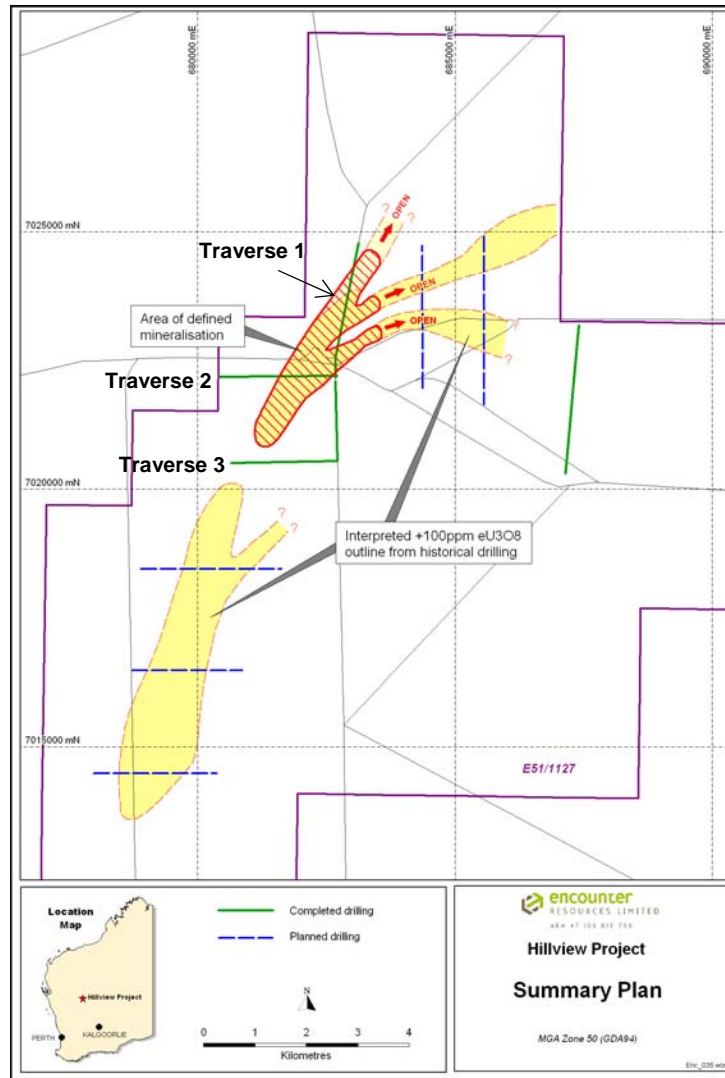 680000 mE
685000 mE
690000 mE
7025000 mN
?
OPEN
?
Traverse 1
OPEN
Area of defined
mineralisation
OPEN
?
Traverse 2
?
Traverse 3
7020000 mN
?
?
Interpreted +100ppm eU3O8
outline from historical drilling
7015000 mN
E51/1127
Location
Map
Hillview Project
PERTH
KALGOORLIE
Completed drilling
Planned drilling
N
0 1 2 3 4
Kilometres
encounter
RESOURCES LIMITED
Hillview Project
Summary Plan
MGA Zone 50 (GDA94)